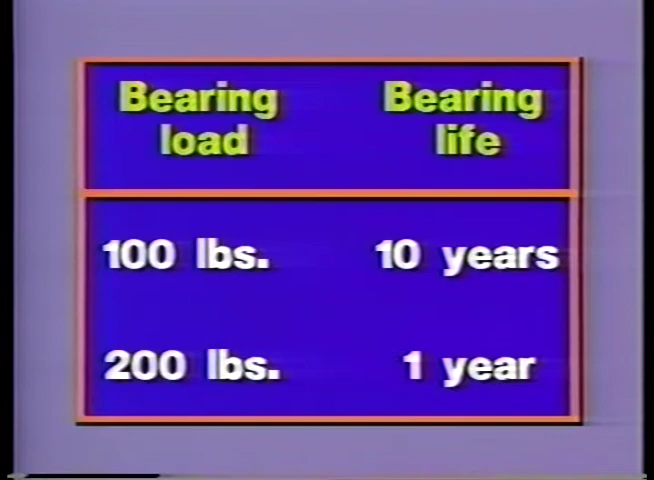 Bearing load
Bearing life
100 lbs. 10 years
200 lbs. 1 year